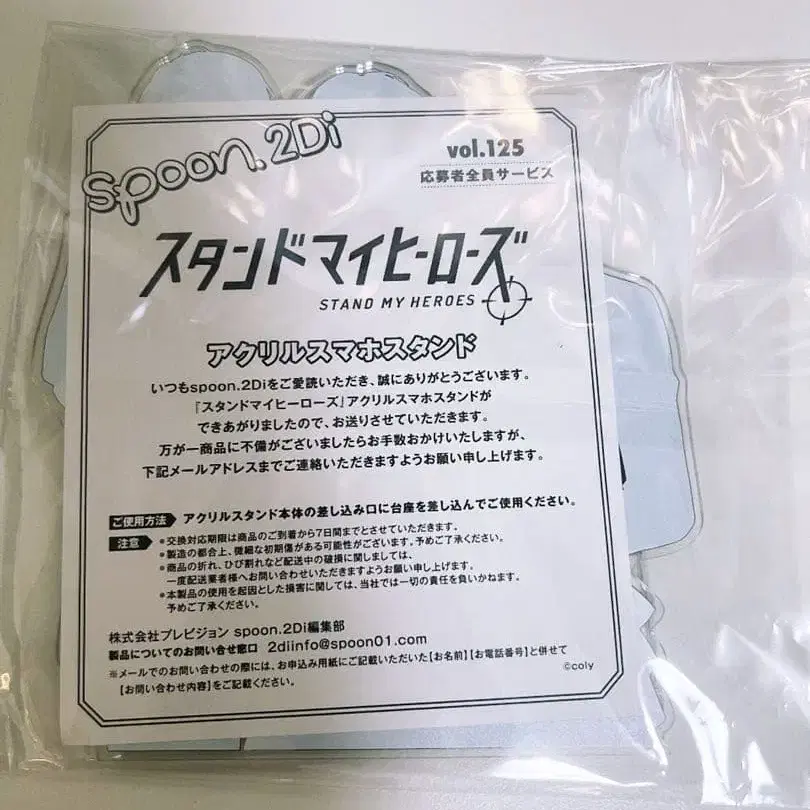 spoon.2Di
vol.125
応募者全員サービス
スタンドマイヒーローズ
STAND MY HEROES
アクリルスマホスタンド
いつもspoon.2Diをご愛読いただき、誠にありがとうございます。
『スタンドマイヒーローズ』アクリルスマホスタンドが
できあがりましたので、お送りさせていただきます。
万が一商品に不備がございましたらお手数おかけいたしますが、
下記メールアドレスまでご連絡いただきますようお願い申し上げます。
ご使用方法 アクリルスタンド本体の差し込み口に台座を差し込んでご使用ください。
注意 ●交換対応期限は商品のご到着から7日間までとさせていただきます。
●製造の都合上、微細な初期傷がある可能性がございます。予めご了承ください。
●商品の折れ、ひび割れなど配送中の破損に関しましては、
一度配送業者様へお問い合わせいただきますようお願い申し上げます。
●本製品の使用を起因とした損害に関しては、当社では一切の責任を負いかねます。
予めご了承ください。
株式会社プレビジョン spoon.2Di編集部
製品についてのお問い合せ窓口 2diinfo@spoon01.com
※メールでのお問い合わせの際には、お申込み用紙にご記載いただいた【お名前】【お電話番号】と併せて
【お問い合わせ内容】をご記載ください。
©coly